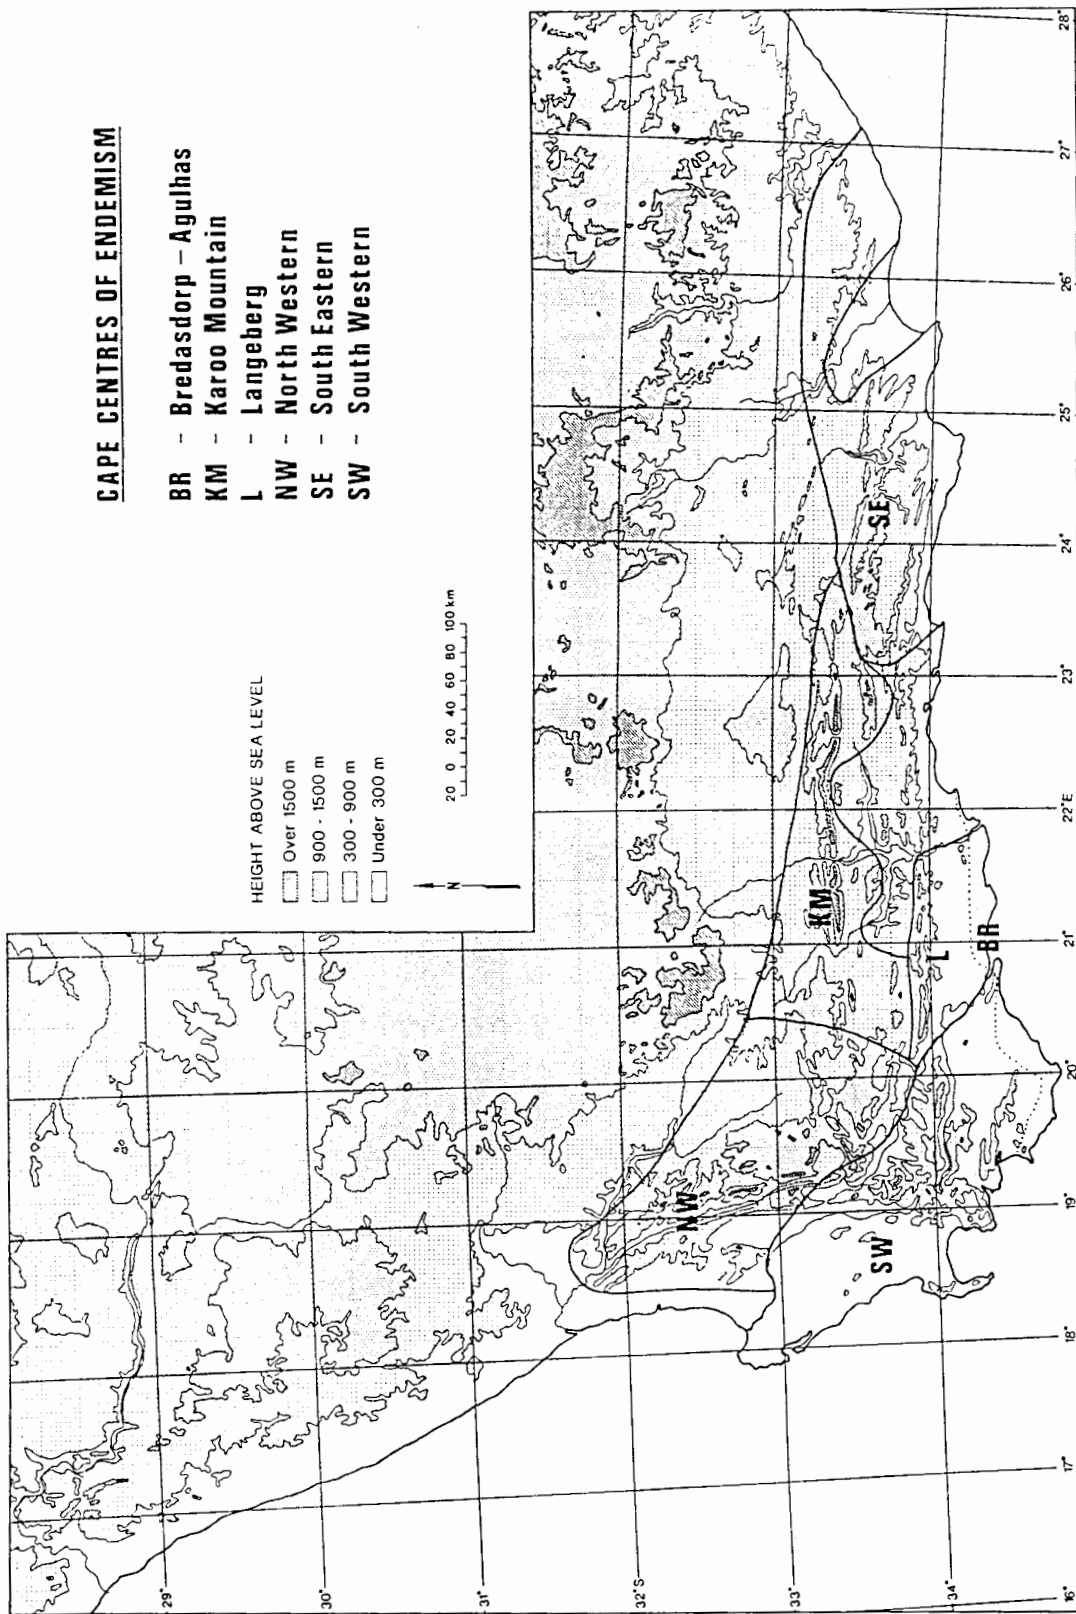 CAPE CENTRES OF ENDEMISM
BR - Bredasdorp - Agulhas
KM - Karoo Mountain
L - Langeberg
NW - North Western
SE - South Eastern
SW - South Western
HEIGHT ABOVE SEA LEVEL
Over 1500 m
900 - 1500 m
300 - 900 m
Under 300 m
20 0 20 40 60 80 100 km
N
29°
30°
31°
32°S
33°
34°
NW
SW
KM
L
BR
SE
16°
17°
18°
19°
20°
21°
22°E
23°
24°
25°
26°
27°
28°